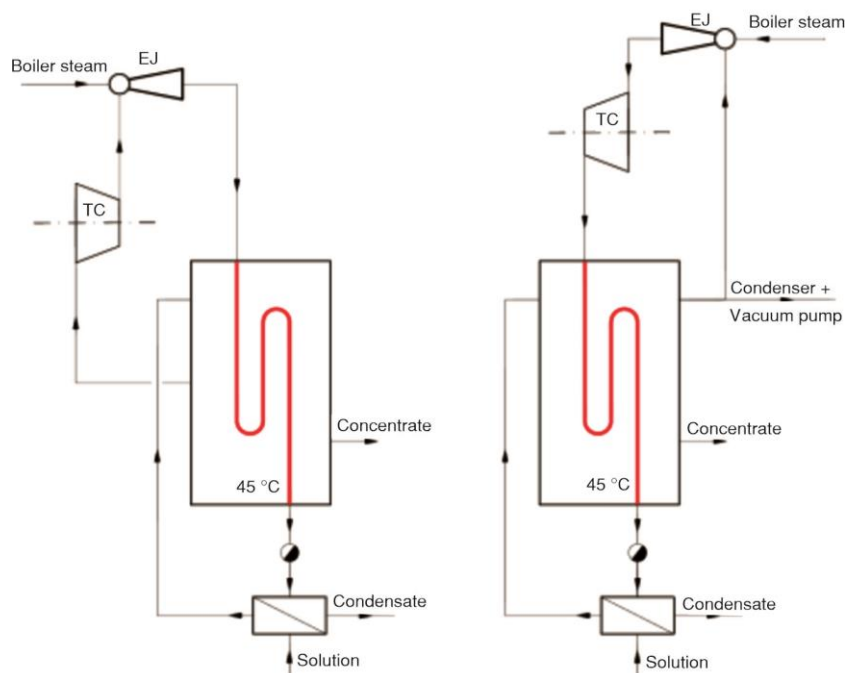 EJ
Boiler steam
TC
Concentrate
45 °C
Condensate
Solution
EJ
Boiler steam
TC
Condenser +
Vacuum pump
Concentrate
45 °C
Condensate
Solution